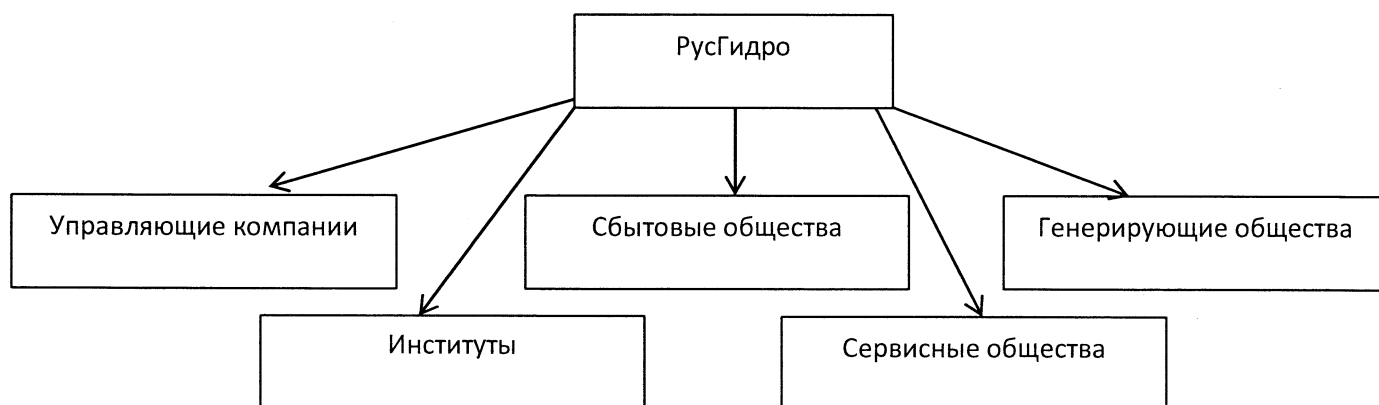 РусГидро
Управляющие компании
Сбытовые общества
Генерирующие общества
Институты
Сервисные общества